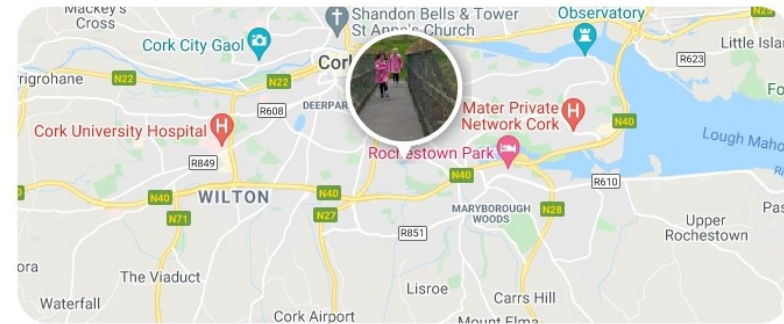 Mackey's
Cross
Shandon Bells & Tower
St Anne's Church
Observatory
N25
Cork City Gaol
Little Isla
R623
rrigrohane
N22
N22
Cor
R608
DEERPAR
Mater Private
Network Cork
N40
Cork University Hospital
Lough Maho
R849
Rochestown Park
N40
R610
N40
WILTON
N40
N71
N27
MARYBOROUGH
WOODS
N28
Pas
R851
Upper
Rochestown
ora
The Viaduct
Lisroe
Carrs Hill
Waterfall
Cork Airport
Mount Elma